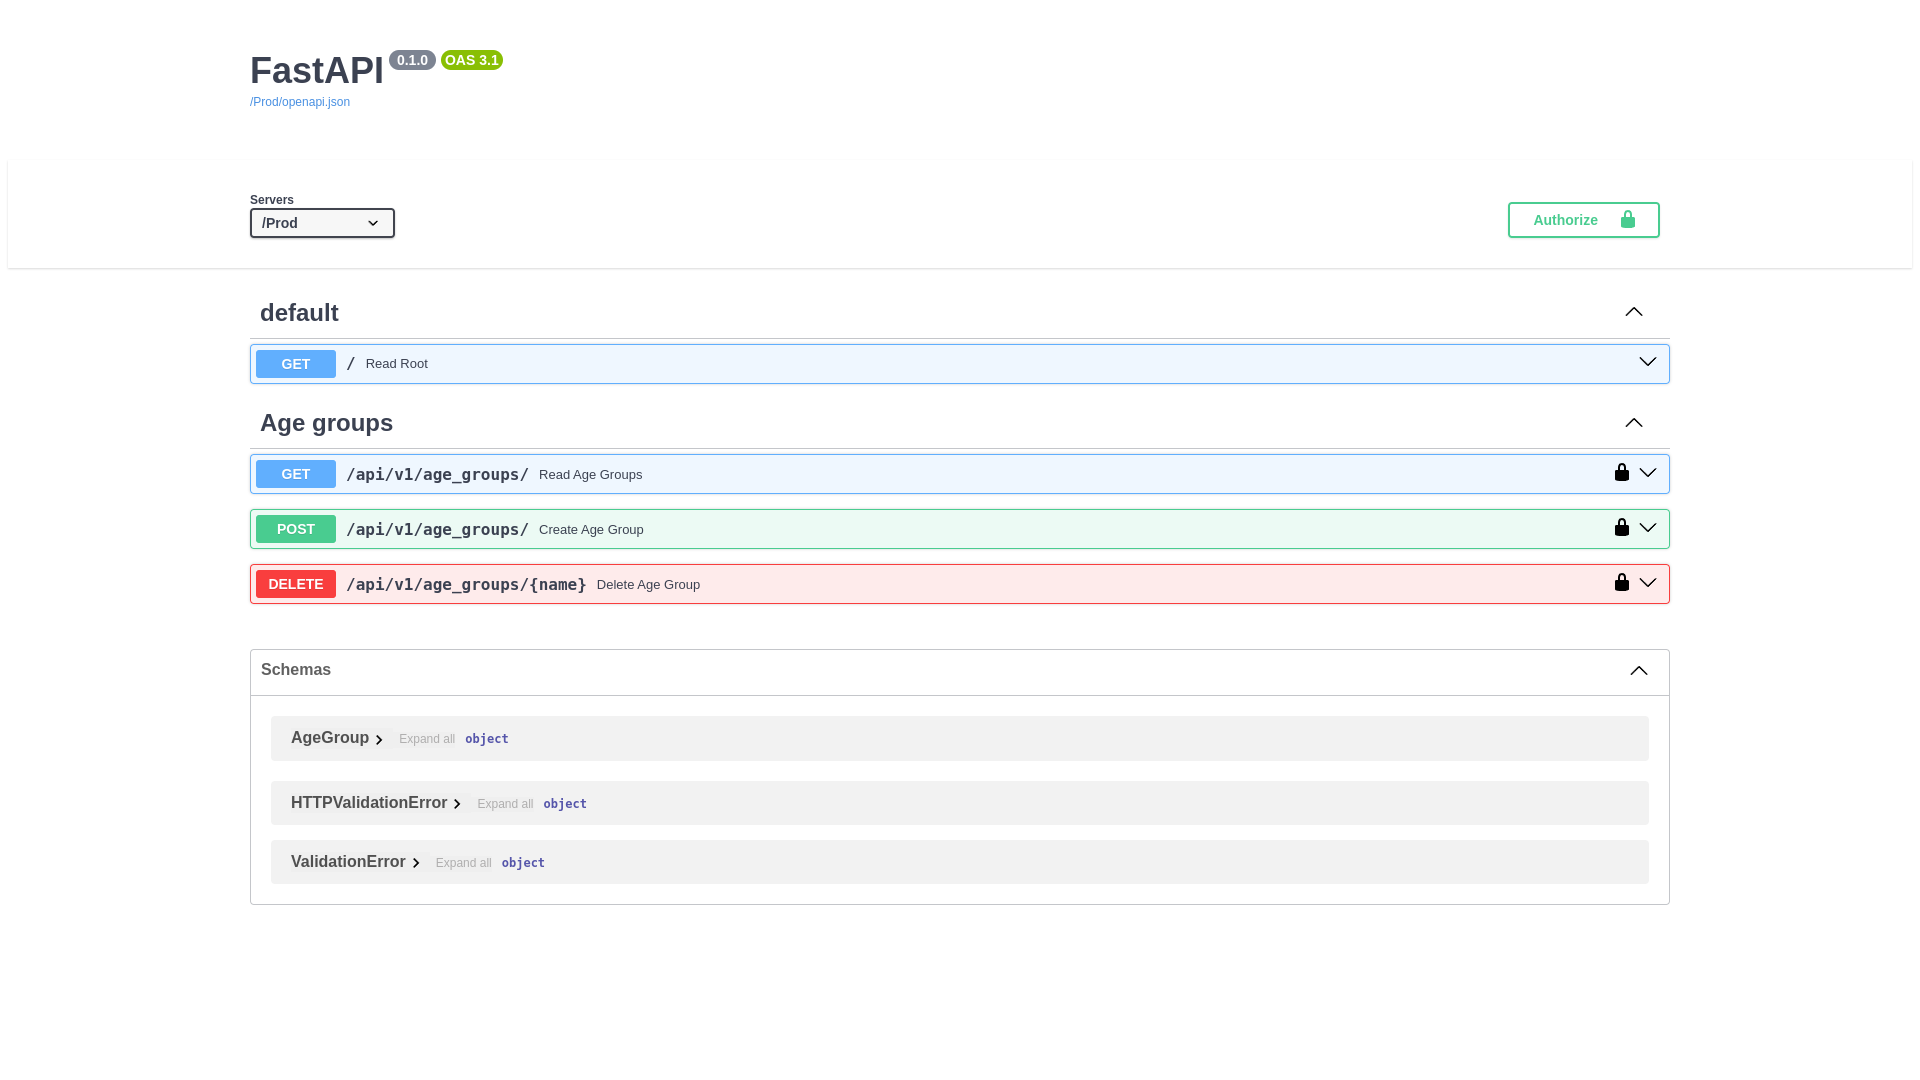 FastAPI 0.1.0 OAS 3.1
/Prod/openapi.json
Servers
/Prod
Authorize
default
GET / Read Root
Age groups
GET /api/v1/age_groups/ Read Age Groups
POST /api/v1/age_groups/ Create Age Group
DELETE /api/v1/age_groups/{name} Delete Age Group
Schemas
AgeGroup Expand all object
HTTPValidationError Expand all object
ValidationError Expand all object